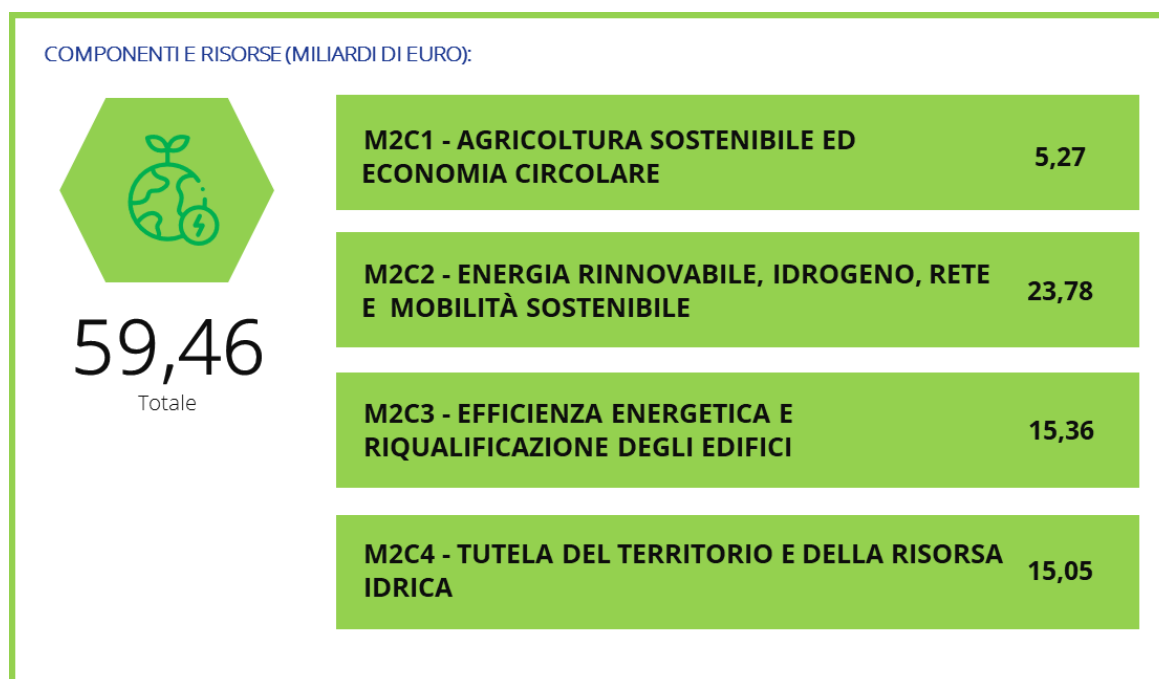 COMPONENTI E RISORSE (MILIARDI DI EURO):
59,46
Totale
M2C1 - AGRICOLTURA SOSTENIBILE ED
ECONOMIA CIRCOLARE
5,27
M2C2 - ENERGIA RINNOVABILE, IDROGENO, RETE
E MOBILITÀ SOSTENIBILE
23,78
M2C3 - EFFICIENZA ENERGETICA E
RIQUALIFICAZIONE DEGLI EDIFICI
15,36
M2C4 - TUTELA DEL TERRITORIO E DELLA RISORSA
IDRICA
15,05